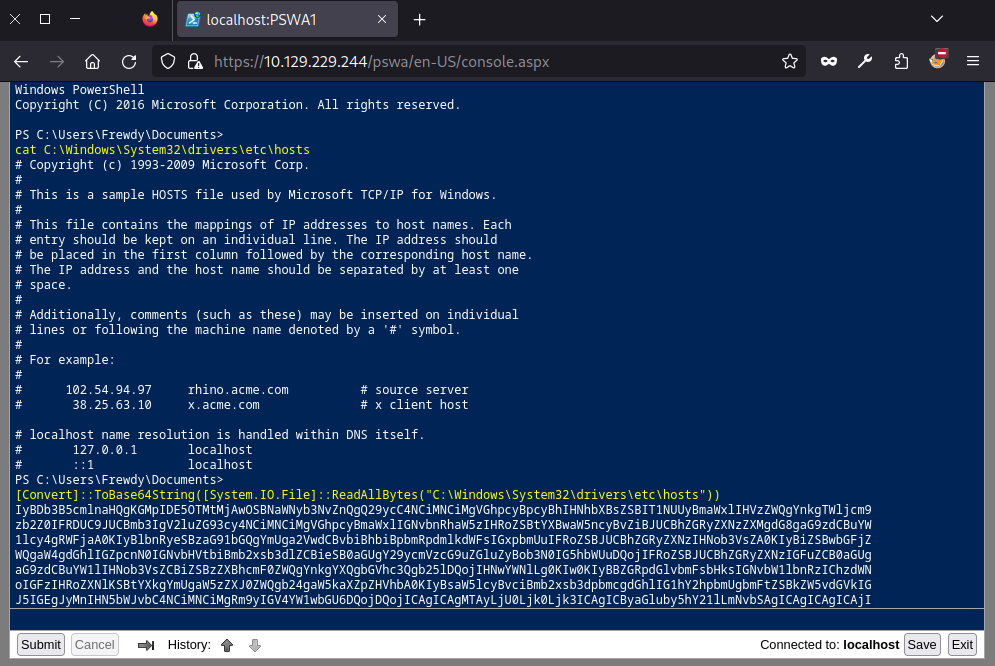 localhost:PSWA1
https://10.129.229.244/pswa/en-US/console.aspx
Windows PowerShell
Copyright (C) 2016 Microsoft Corporation. All rights reserved.
PS C:\Users\Frewdy\Documents>
cat C:\Windows\System32\drivers\etc\hosts
# Copyright (c) 1993-2009 Microsoft Corp.
#
# This is a sample HOSTS file used by Microsoft TCP/IP for Windows.
#
# This file contains the mappings of IP addresses to host names. Each
# entry should be kept on an individual line. The IP address should
# be placed in the first column followed by the corresponding host name.
# The IP address and the host name should be separated by at least one
# space.
#
# Additionally, comments (such as these) may be inserted on individual
# lines or following the machine name denoted by a '#' symbol.
#
# For example:
#
#      102.54.94.97     rhino.acme.com          # source server
#       38.25.63.10     x.acme.com              # x client host
# localhost name resolution is handled within DNS itself.
#       127.0.0.1       localhost
#       ::1             localhost
PS C:\Users\Frewdy\Documents>
[Convert]::ToBase64String([System.IO.File]::ReadAllBytes("C:\Windows\System32\drivers\etc\hosts"))
IyBDb3B5cmlnaHQgKGMpIDE5OTMtMjAwOSBNaWNyb3NvZnQgQ29ycC4NCiMNCiMgVGhpcyBpcyBhIHNhbXBsZSBIT1NUUyBmaWxlIHVzZWQgYnkgTWljcm9
zb2Z0IFRDUC9JUCBmb3IgV2luZG93cy4NCiMNCiMgVGhpcyBmaWxlIGNvbnRhaW5zIHRoZSBtYXBwaW5ncyBvZiBJUCBhZGRyZXNzZXMgdG8gaG9zdCBuYW
1lcy4gRWFjaA0KIyBlbnRyeSBzaG91bGQgYmUga2VwdCBvbiBhbiBpbmRpdmlkdWFsIGxpbmUuIFRoZSBJUCBhZGRyZXNzIHNob3VsZA0KIyBiZSBwbGFjZ
WQgaW4gdGhlIGZpcnN0IGNvbHVtbiBmb2xsb3dlZCBieSB0aGUgY29ycmVzcG9uZGluZyBob3N0IG5hbWUuDQojIFRoZSBJUCBhZGRyZXNzIGFuZCB0aGUg
aG9zdCBuYW1lIHNob3VsZCBiZSBzZXBhcmF0ZWQgYnkgYXQgbGVhc3Qgb25lDQojIHNwYWNlLg0KIw0KIyBBZGRpdGlvbmFsbHksIGNvbW1lbnRzIChzdWN
oIGFzIHRoZXNlKSBtYXkgYmUgaW5zZXJ0ZWQgb24gaW5kaXZpZHVhbA0KIyBsaW5lcyBvciBmb2xsb3dpbmcgdGhlIG1hY2hpbmUgbmFtZSBkZW5vdGVkIG
J5IGEgJyMnIHN5bWJvbC4NCiMNCiMgRm9yIGV4YW1wbGU6DQojDQojICAgICAgMTAyLjU0Ljk0Ljk3ICAgICByaGluby5hY21lLmNvbSAgICAgICAgICAjI
Submit Cancel History: Connected to: localhost Save Exit